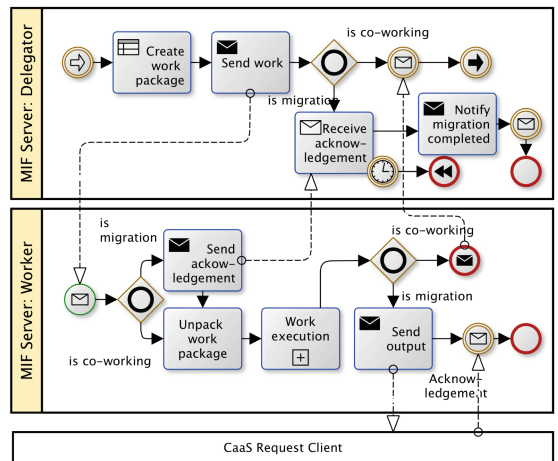 MIF Server: Delegator
Create
work
package
Send work
is co-working
is migration
Receive
acknow-
ledgement
Notify
migration
completed
MIF Server: Worker
is
migration
Send
ackow-
ledgement
is co-working
Unpack
work
package
Work
execution
is co-working
is migration
Send
output
Acknow-
ledgement
CaaS Request Client